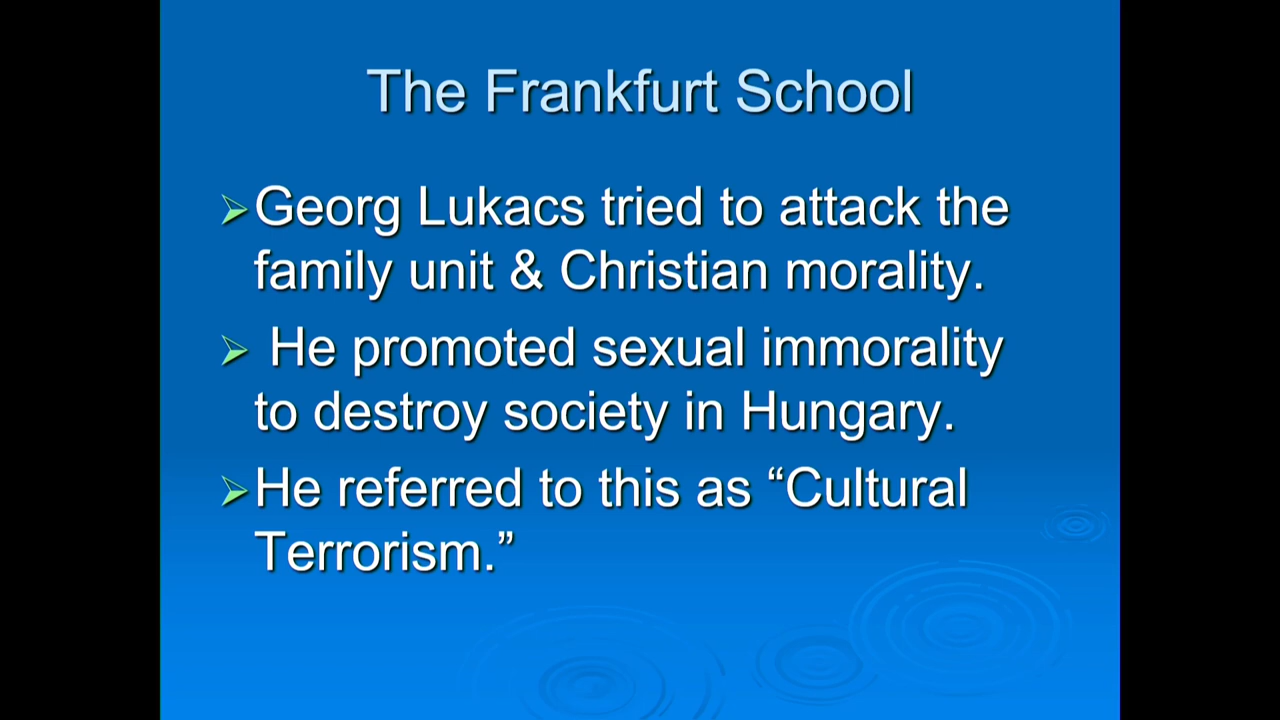 The Frankfurt School
Georg Lukacs tried to attack the
family unit & Christian morality.
He promoted sexual immorality
to destroy society in Hungary.
He referred to this as “Cultural
Terrorism.”